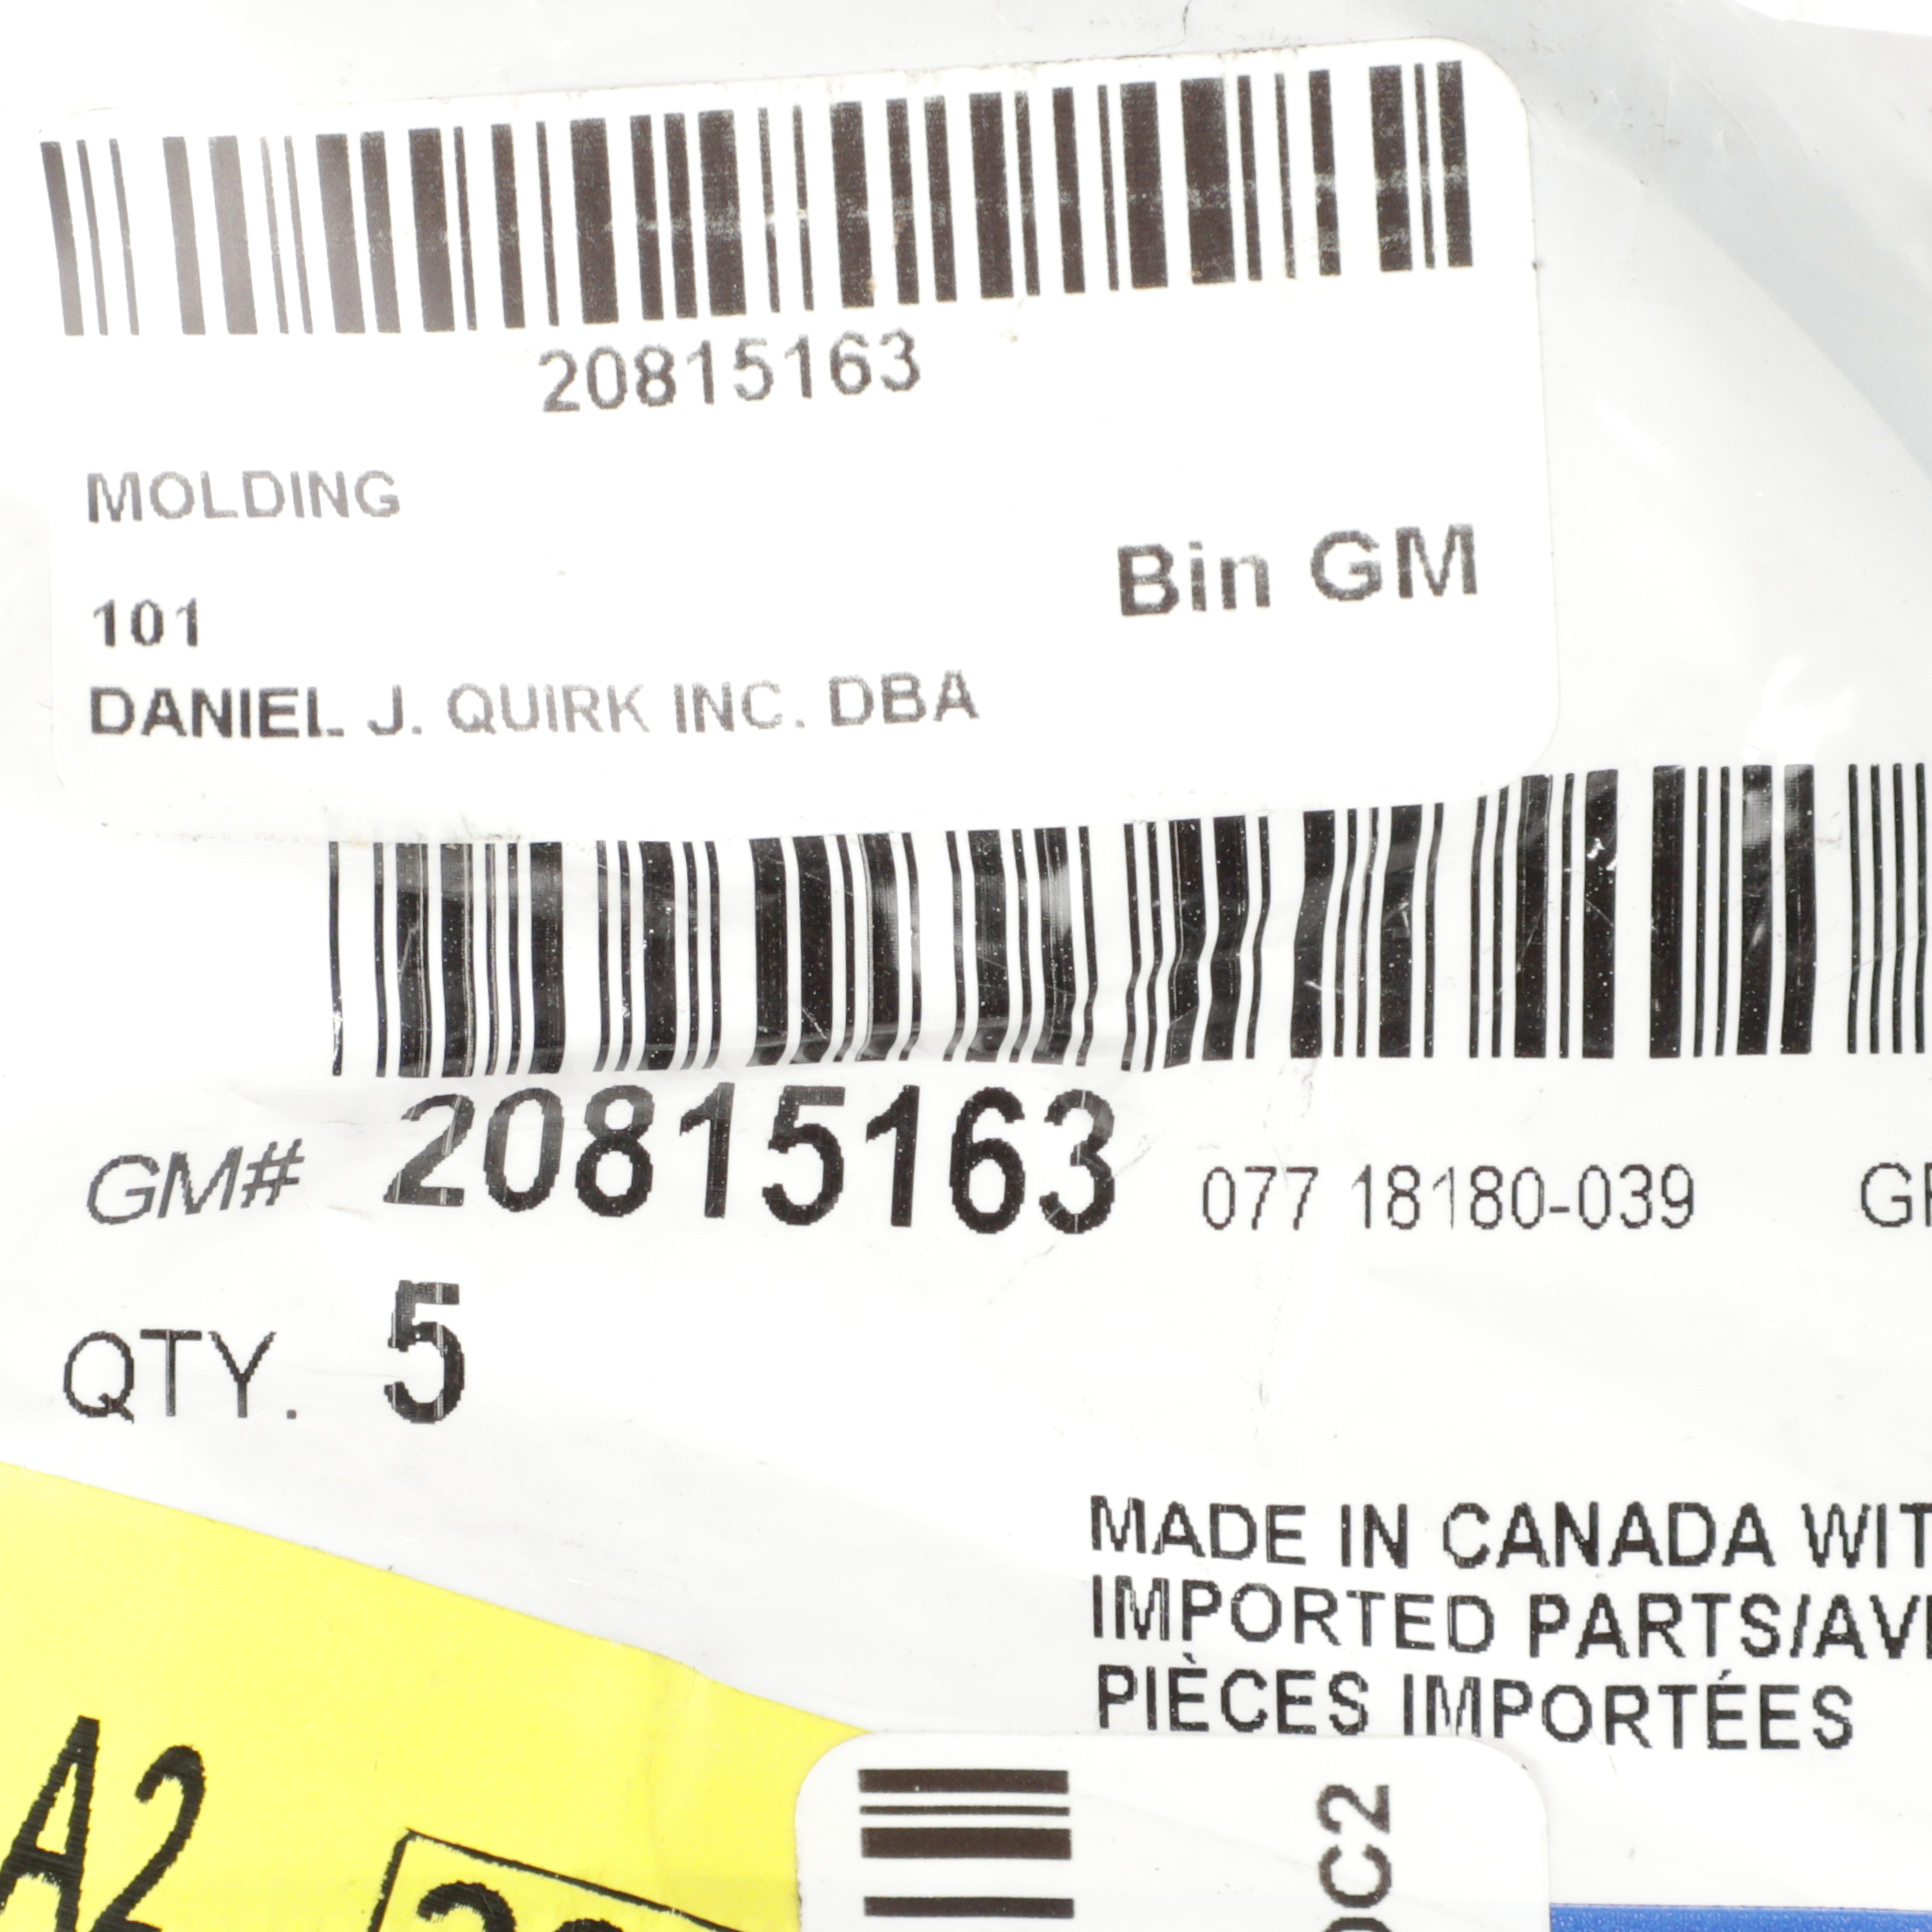 20815163
MOLDING
Bin GM
101
DANIEL J. QUIRK INC. DBA
GM# 20815163 077 18180-039
QTY. 5
MADE IN CANADA
IMPORTED PARTS/
PIÈCES IMPORTÉES
A2